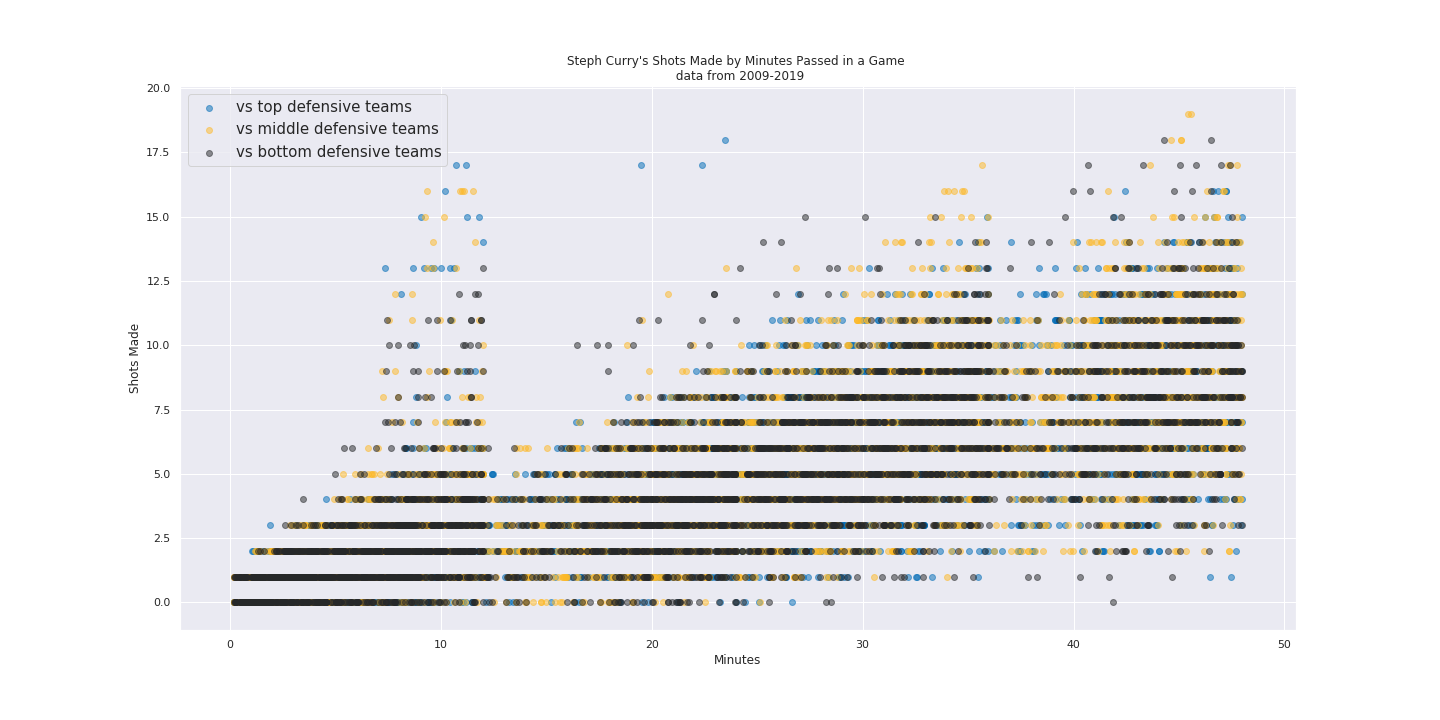 Steph Curry's Shots Made by Minutes Passed in a Game
data from 2009-2019
vs top defensive teams
vs middle defensive teams
vs bottom defensive teams
20.0
17.5
15.0
12.5
10.0
7.5
5.0
2.5
0.0
Shots Made
0 10 20 30 40 50
Minutes